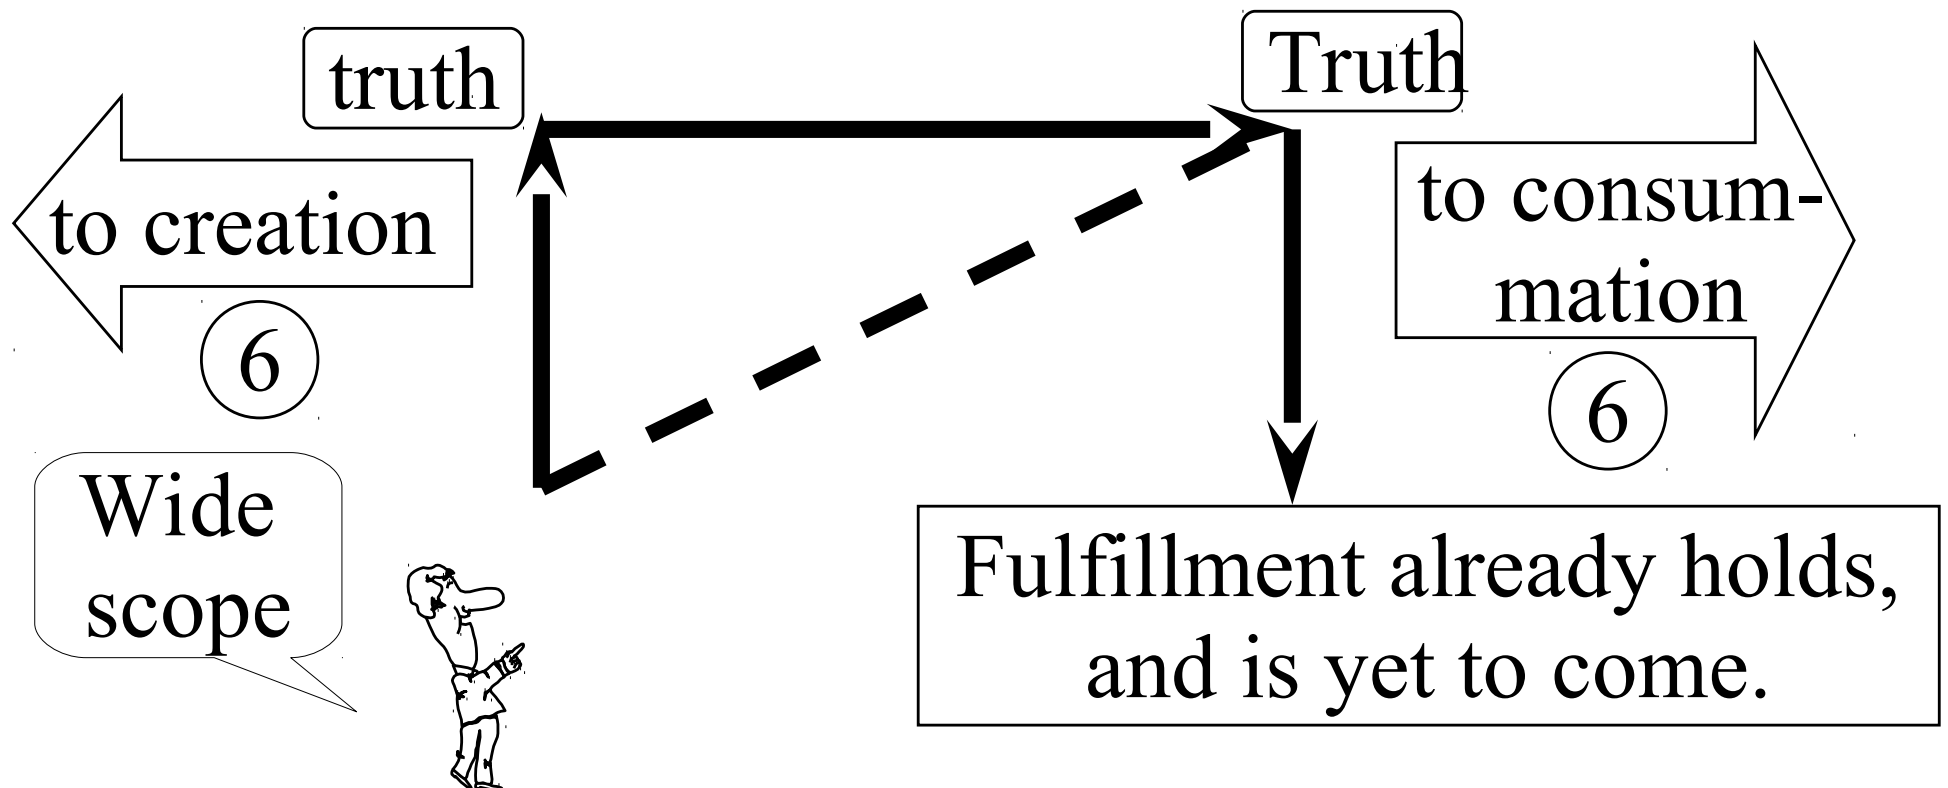 truth
Truth
to creation
to consum-
mation
6
6
Wide
scope
Fulfillment already holds,
and is yet to come.